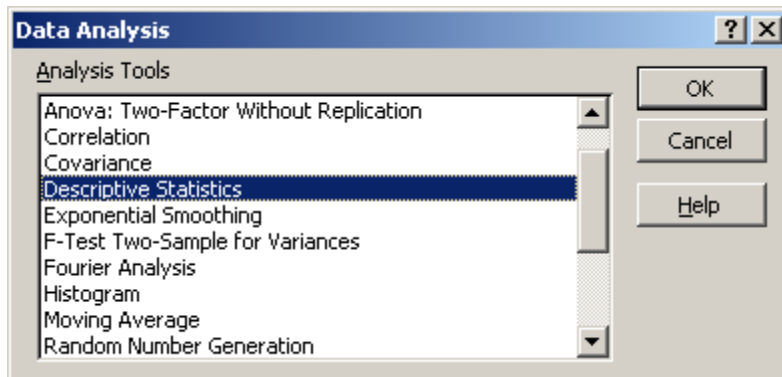 Data Analysis
Analysis Tools
Anova: Two-Factor Without Replication
Correlation
Covariance
Descriptive Statistics
Exponential Smoothing
F-Test Two-Sample for Variances
Fourier Analysis
Histogram
Moving Average
Random Number Generation
OK
Cancel
Help